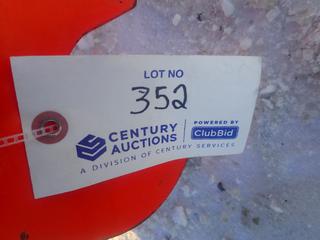 LOT NO
352
CENTURY AUCTIONS
POWERED BY
ClubBid
A DIVISION OF CENTURY SERVICES